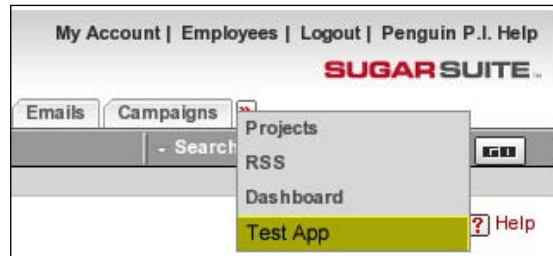 My Account | Employees | Logout | Penguin P.I. Help
SUGARSUITE
Emails Campaigns »
Projects
- Search GO
RSS
Dashboard
Test App
? Help